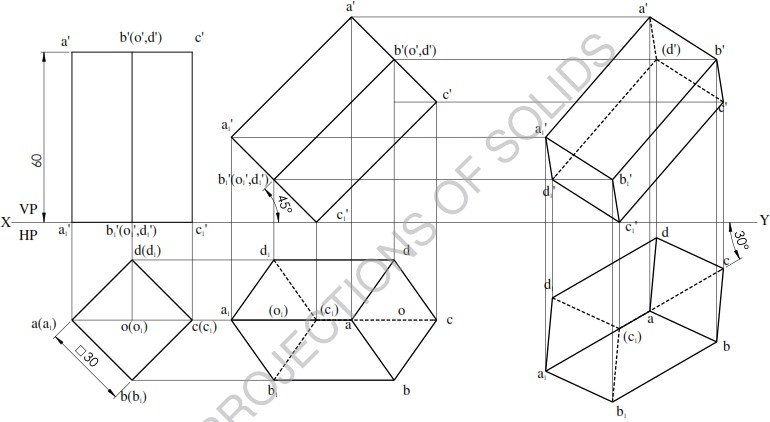 a' b'(o',d') c'
60
X VP
HP
a₁' b₁'(o₁',d₁') c₁'
d(d₁)
a(a₁) o(o₁) c(c₁)
□30
b(b₁)
a'
b'(o',d')
c'
a₁'
b₁'(o₁',d₁')
45°
c₁'
d₁ d
a₁ (o₁) (c₁) a o c
b₁ b
a'
(d') b'
c'
a₁'
d₁' b₁'
c₁'
Y
30°
d
c
d₁
a
(c₁)
b
a₁
b₁
PROJECTIONS OF SOLIDS